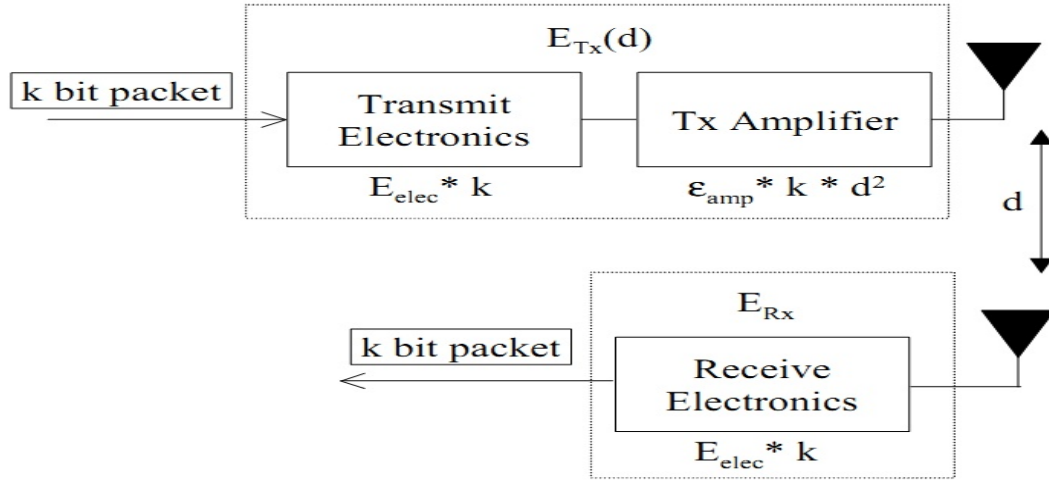 E_Tx(d)
k bit packet
Transmit
Electronics
Tx Amplifier
E_elec* k
ε_amp* k * d²
d
E_Rx
k bit packet
Receive
Electronics
E_elec* k